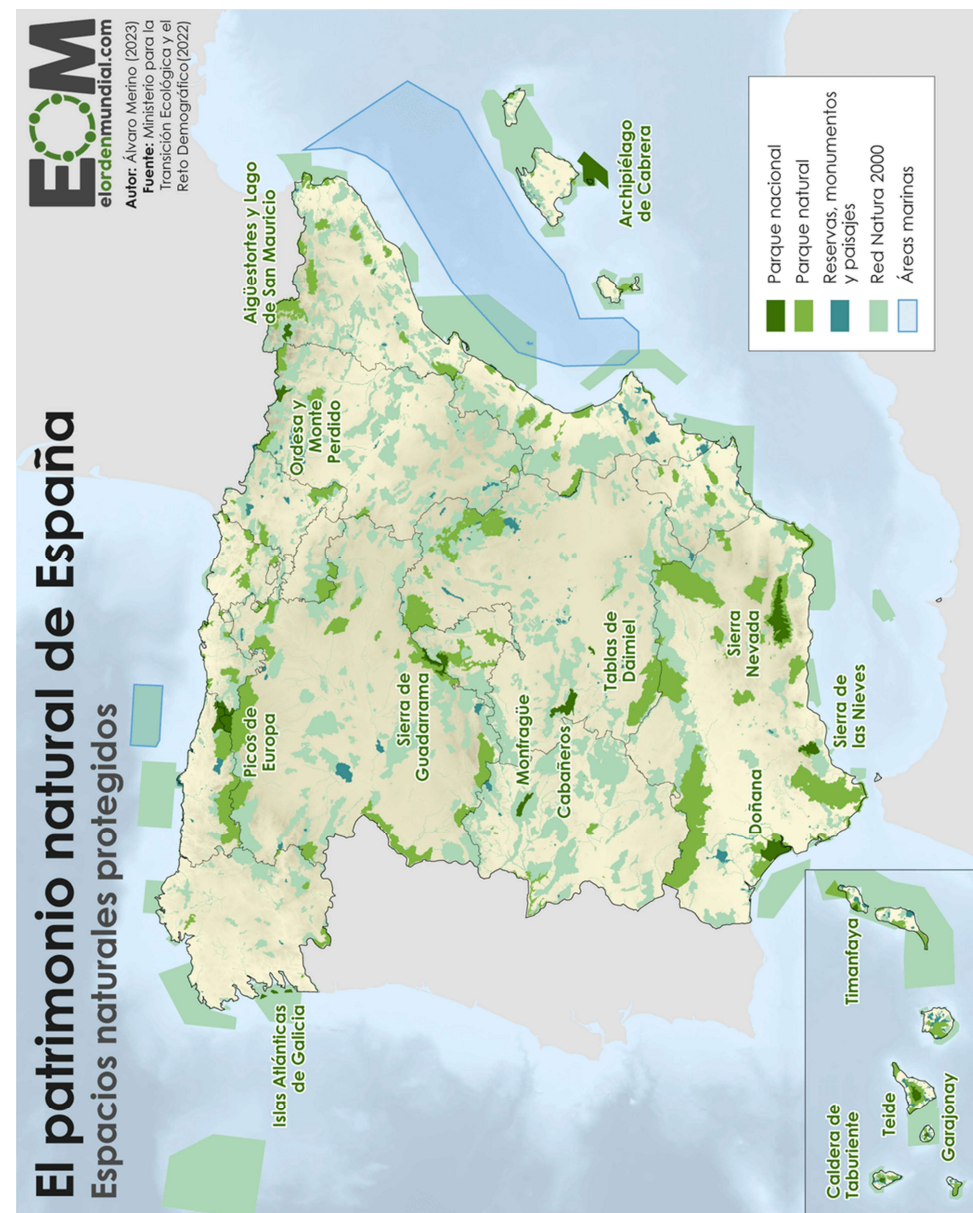 El patrimonio natural de España
Espacios naturales protegidos
EOM
elordenmundial.com
Autor: Álvaro Merino (2023)
Fuente: Ministerio para la
Transición Ecológica y el
Reto Demográfico(2022)
Islas Atlánticas
de Galicia
Picos de
Europa
Ordesa y
Monte
Perdido
Aigüestortes y Lago
de San Mauricio
Sierra de
Guadarrama
Monfragüe
Cabañeros
Tablas de
Daimiel
Archipiélago
de Cabrera
Doñana
Sierra
Nevada
Sierra de
las Nieves
Caldera de
Taburiente
Teide
Garajonay
Timanfaya
Parque nacional
Parque natural
Reservas, monumentos
y paisajes
Red Natura 2000
Áreas marinas